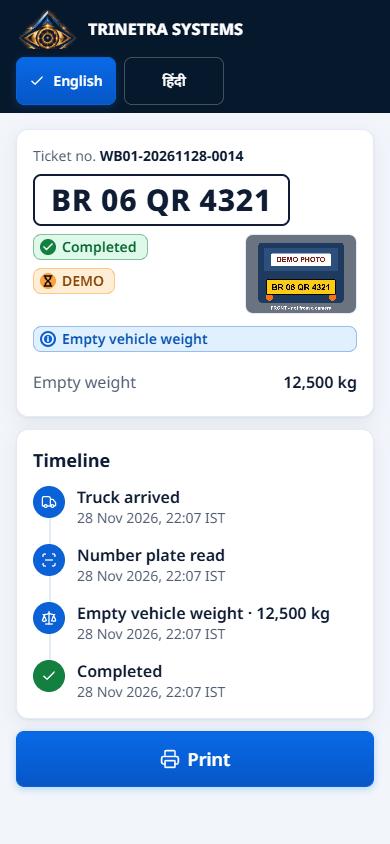 TRINETRA SYSTEMS
English
हिंदी
Ticket no. WB01-20261128-0014
BR 06 QR 4321
Completed
DEMO
DEMO PHOTO
BR 06 QR 4321
Empty vehicle weight
Empty weight 12,500 kg
Timeline
Truck arrived
28 Nov 2026, 22:07 IST
Number plate read
28 Nov 2026, 22:07 IST
Empty vehicle weight · 12,500 kg
28 Nov 2026, 22:07 IST
Completed
28 Nov 2026, 22:07 IST
Print